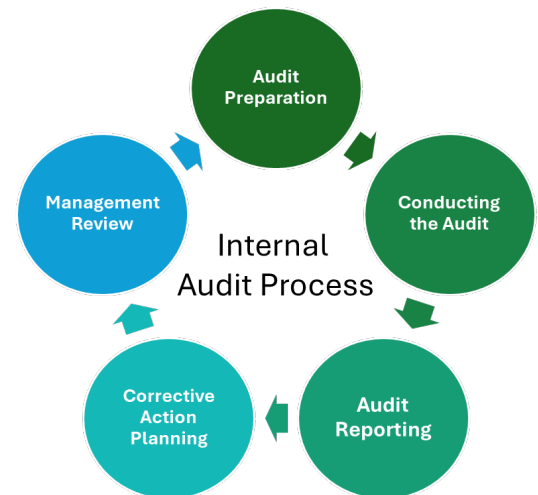 Audit
Preparation
Conducting
the Audit
Audit
Reporting
Corrective
Action
Planning
Management
Review
Internal
Audit Process